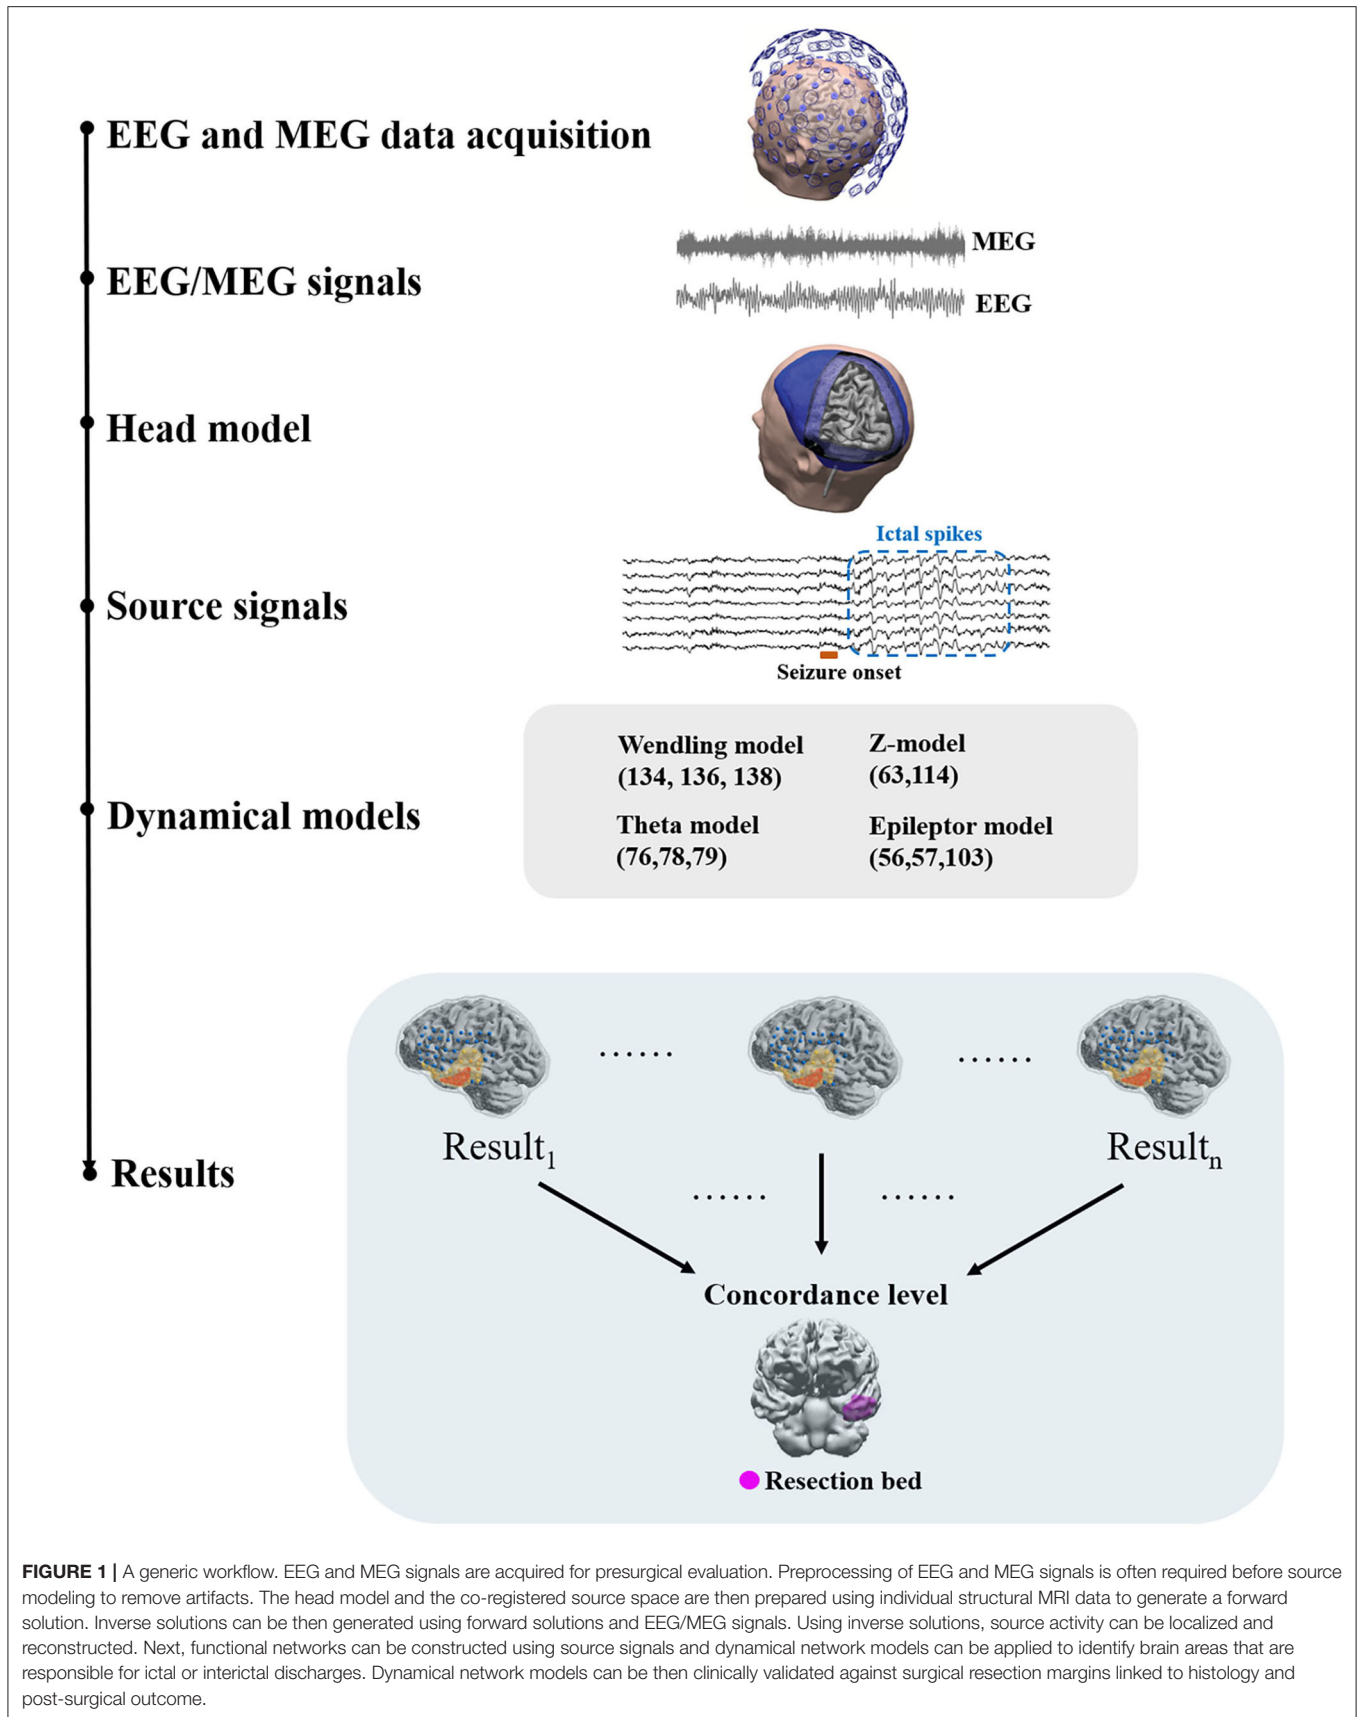 EEG and MEG data acquisition
MEG
EEG/MEG signals
EEG
Head model
Ictal spikes
Source signals
Seizure onset
Wendling model
(134, 136, 138)
Z-model
(63,114)
Dynamical models
Theta model
(76,78,79)
Epileptor model
(56,57,103)
Result1
Resultn
Results
Concordance level
Resection bed
FIGURE 1 | A generic workflow. EEG and MEG signals are acquired for presurgical evaluation. Preprocessing of EEG and MEG signals is often required before source
modeling to remove artifacts. The head model and the co-registered source space are then prepared using individual structural MRI data to generate a forward
solution. Inverse solutions can be then generated using forward solutions and EEG/MEG signals. Using inverse solutions, source activity can be localized and
reconstructed. Next, functional networks can be constructed using source signals and dynamical network models can be applied to identify brain areas that are
responsible for ictal or interictal discharges. Dynamical network models can be then clinically validated against surgical resection margins linked to histology and
post-surgical outcome.